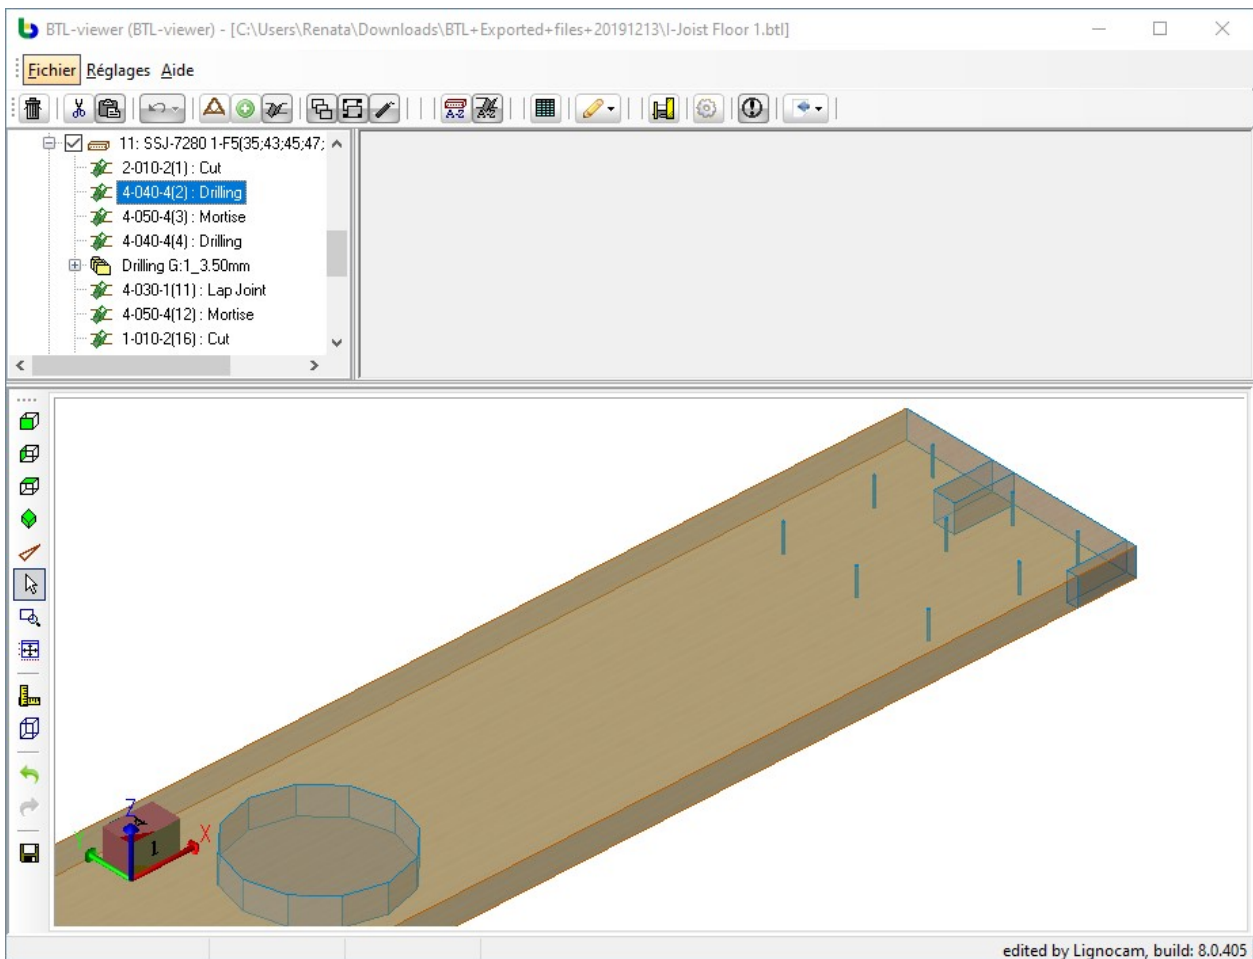 BTL-viewer (BTL-viewer) - [C:\Users\Renata\Downloads\BTL+Exported+files+20191213\I-Joist Floor 1.btl]
Fichier Réglages Aide
A-Z
11: SSJ-7280 1-F5(35;43;45;47;
2-010-2(1) : Cut
4-040-4(2) : Drilling
4-050-4(3) : Mortise
4-040-4(4) : Drilling
Drilling G:1_3.50mm
4-030-1(11) : Lap Joint
4-050-4(12) : Mortise
1-010-2(16) : Cut
Z
X
Y
1
edited by Lignocam, build: 8.0.405